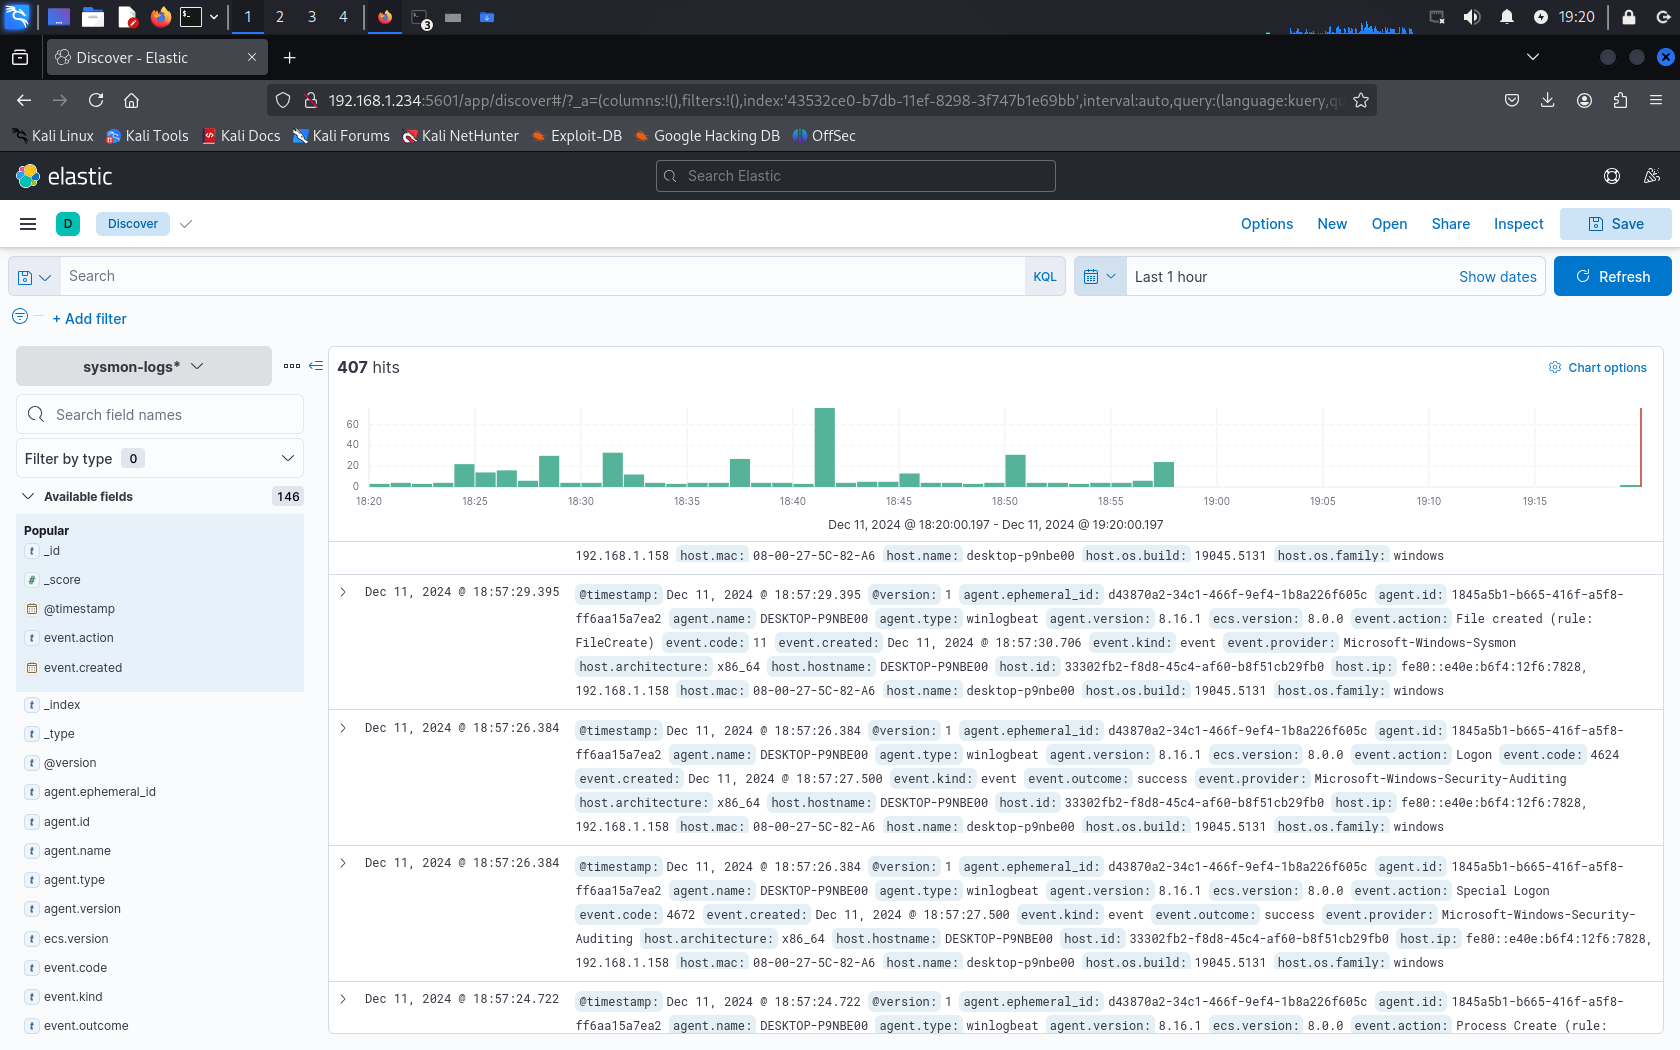 1 2 3 4 3 19:20
Discover - Elastic
192.168.1.234:5601/app/discover#/?_a=(columns:!(),filters:!(),index:'43532ce0-b7db-11ef-8298-3f747b1e69bb',interval:auto,query:(language:kuery,qu
Kali Linux Kali Tools Kali Docs Kali Forums Kali NetHunter Exploit-DB Google Hacking DB OffSec
elastic Search Elastic
D Discover Options New Open Share Inspect Save
Search KQL Last 1 hour Show dates Refresh
+ Add filter
sysmon-logs*
Search field names
Filter by type 0
Available fields 146
Popular
t _id
# _score
@timestamp
t event.action
event.created
t _index
t _type
t @version
t agent.ephemeral_id
t agent.id
t agent.name
t agent.type
t agent.version
t ecs.version
t event.code
t event.kind
t event.outcome
407 hits Chart options
60
40
20
0
18:20 18:25 18:30 18:35 18:40 18:45 18:50 18:55 19:00 19:05 19:10 19:15
Dec 11, 2024 @ 18:20:00.197 - Dec 11, 2024 @ 19:20:00.197
192.168.1.158 host.mac: 08-00-27-5C-82-A6 host.name: desktop-p9nbe00 host.os.build: 19045.5131 host.os.family: windows
Dec 11, 2024 @ 18:57:29.395 @timestamp: Dec 11, 2024 @ 18:57:29.395 @version: 1 agent.ephemeral_id: d43870a2-34c1-466f-9ef4-1b8a226f605c agent.id: 1845a5b1-b665-416f-a5f8-
ff6aa15a7ea2 agent.name: DESKTOP-P9NBE00 agent.type: winlogbeat agent.version: 8.16.1 ecs.version: 8.0.0 event.action: File created (rule:
FileCreate) event.code: 11 event.created: Dec 11, 2024 @ 18:57:30.706 event.kind: event event.provider: Microsoft-Windows-Sysmon
host.architecture: x86_64 host.hostname: DESKTOP-P9NBE00 host.id: 33302fb2-f8d8-45c4-af60-b8f51cb29fb0 host.ip: fe80::e40e:b6f4:12f6:7828,
192.168.1.158 host.mac: 08-00-27-5C-82-A6 host.name: desktop-p9nbe00 host.os.build: 19045.5131 host.os.family: windows
Dec 11, 2024 @ 18:57:26.384 @timestamp: Dec 11, 2024 @ 18:57:26.384 @version: 1 agent.ephemeral_id: d43870a2-34c1-466f-9ef4-1b8a226f605c agent.id: 1845a5b1-b665-416f-a5f8-
ff6aa15a7ea2 agent.name: DESKTOP-P9NBE00 agent.type: winlogbeat agent.version: 8.16.1 ecs.version: 8.0.0 event.action: Logon event.code: 4624
event.created: Dec 11, 2024 @ 18:57:27.500 event.kind: event event.outcome: success event.provider: Microsoft-Windows-Security-Auditing
host.architecture: x86_64 host.hostname: DESKTOP-P9NBE00 host.id: 33302fb2-f8d8-45c4-af60-b8f51cb29fb0 host.ip: fe80::e40e:b6f4:12f6:7828,
192.168.1.158 host.mac: 08-00-27-5C-82-A6 host.name: desktop-p9nbe00 host.os.build: 19045.5131 host.os.family: windows
Dec 11, 2024 @ 18:57:26.384 @timestamp: Dec 11, 2024 @ 18:57:26.384 @version: 1 agent.ephemeral_id: d43870a2-34c1-466f-9ef4-1b8a226f605c agent.id: 1845a5b1-b665-416f-a5f8-
ff6aa15a7ea2 agent.name: DESKTOP-P9NBE00 agent.type: winlogbeat agent.version: 8.16.1 ecs.version: 8.0.0 event.action: Special Logon
event.code: 4672 event.created: Dec 11, 2024 @ 18:57:27.500 event.kind: event event.outcome: success event.provider: Microsoft-Windows-Security-
Auditing host.architecture: x86_64 host.hostname: DESKTOP-P9NBE00 host.id: 33302fb2-f8d8-45c4-af60-b8f51cb29fb0 host.ip: fe80::e40e:b6f4:12f6:7828,
192.168.1.158 host.mac: 08-00-27-5C-82-A6 host.name: desktop-p9nbe00 host.os.build: 19045.5131 host.os.family: windows
Dec 11, 2024 @ 18:57:24.722 @timestamp: Dec 11, 2024 @ 18:57:24.722 @version: 1 agent.ephemeral_id: d43870a2-34c1-466f-9ef4-1b8a226f605c agent.id: 1845a5b1-b665-416f-a5f8-
ff6aa15a7ea2 agent.name: DESKTOP-P9NBE00 agent.type: winlogbeat agent.version: 8.16.1 ecs.version: 8.0.0 event.action: Process Create (rule: